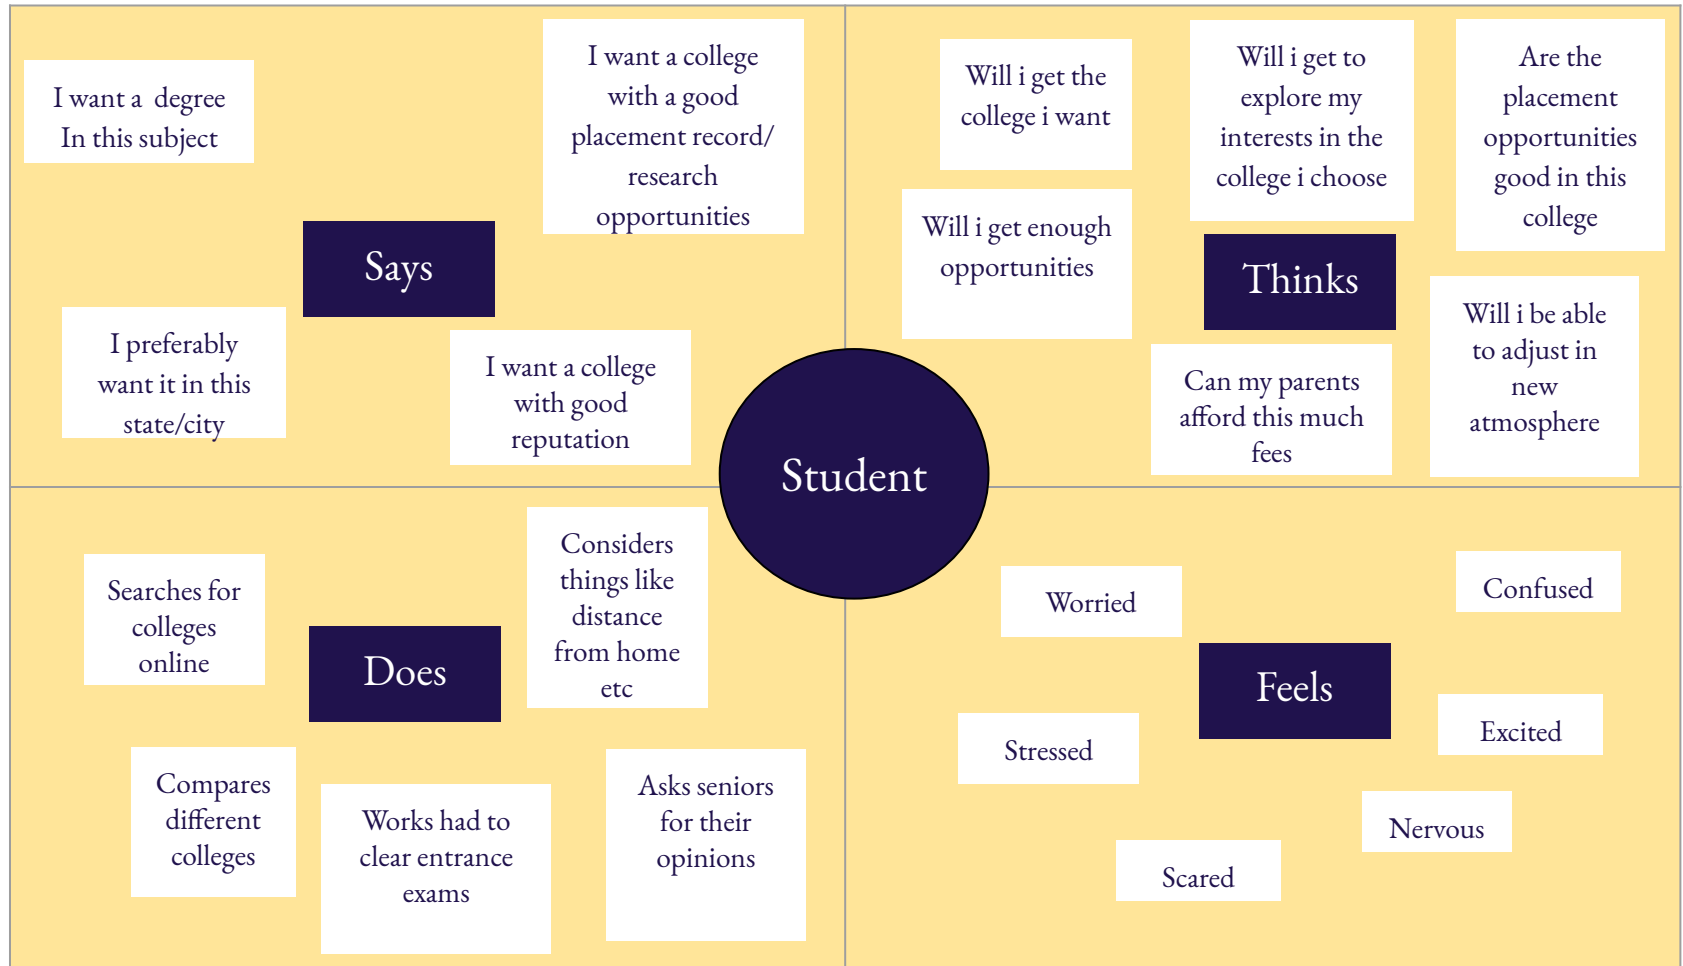 I want a degree
In this subject
I want a college
with a good
placement record/
research
opportunities
Says
I preferably
want it in this
state/city
I want a college
with good
reputation
Will i get the
college i want
Will i get to
explore my
interests in the
college i choose
Are the
placement
opportunities
good in this
college
Will i get enough
opportunities
Thinks
Can my parents
afford this much
fees
Will i be able
to adjust in
new
atmosphere
Student
Searches for
colleges
online
Considers
things like
distance
from home
etc
Does
Compares
different
colleges
Works had to
clear entrance
exams
Asks seniors
for their
opinions
Worried
Confused
Feels
Stressed
Excited
Nervous
Scared